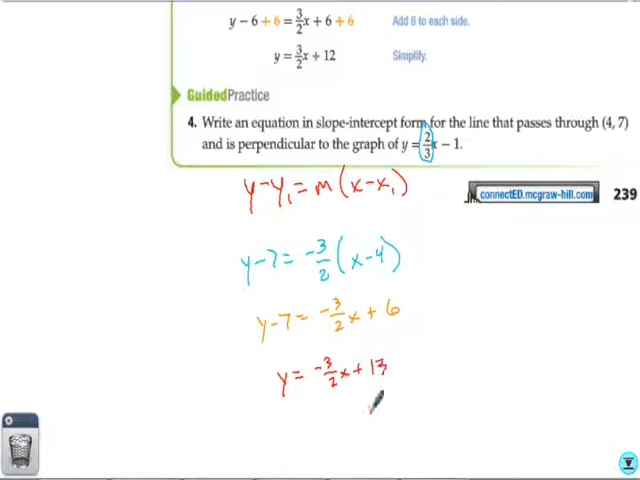 y − 6 + 6 = 3/2x + 6 + 6 Add 6 to each side.
y = 3/2x + 12 Simplify.
GuidedPractice
4. Write an equation in slope-intercept form for the line that passes through (4, 7)
and is perpendicular to the graph of y = 2/3x − 1.
y-y₁ = m(x-x₁)
connectED.mcgraw-hill.com 239
y-7 = -3/2(x-4)
y-7 = -3/2x + 6
y = -3/2x + 13